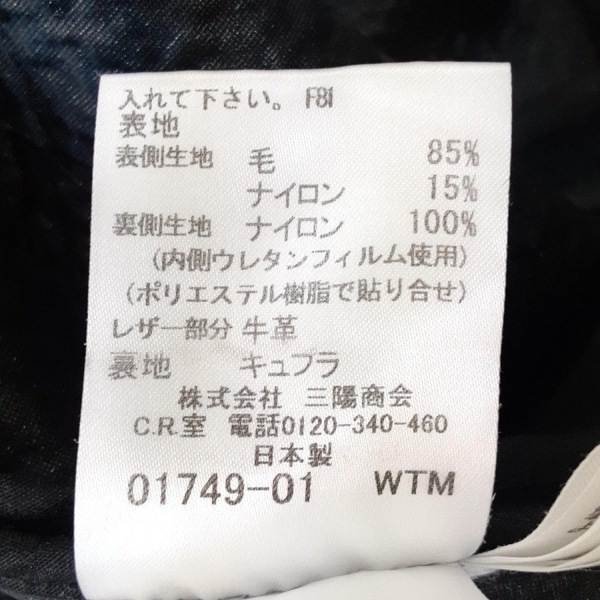 入れて下さい。 F8I
表地
表側生地 毛 85%
ナイロン 15%
裏側生地 ナイロン 100%
(内側ウレタンフィルム使用)
(ポリエステル樹脂で貼り合せ)
レザー部分 牛革
裏地 キュプラ
株式会社 三陽商会
C.R.室 電話0120-340-460
日本製
01749-01 WTM